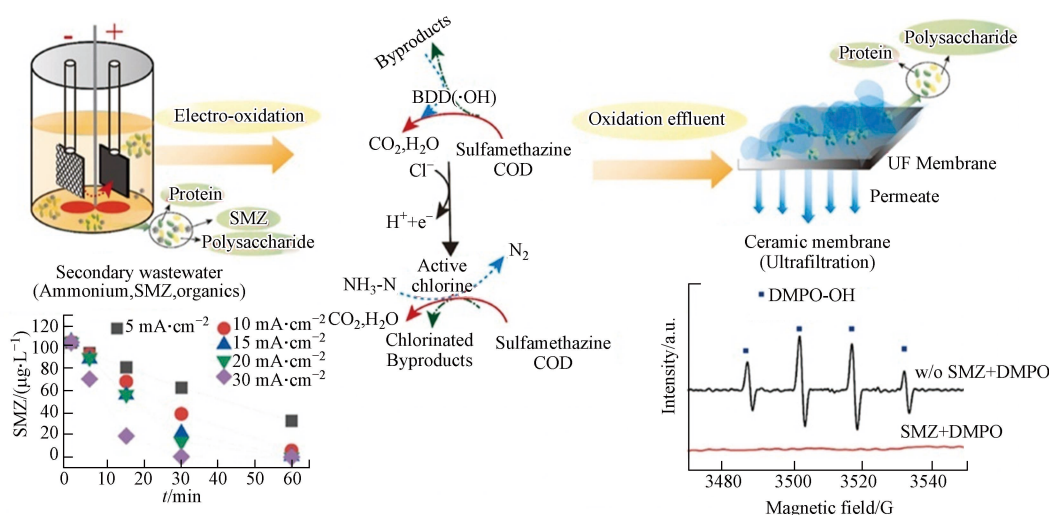 - +
Electro-oxidation
Protein
SMZ
Polysaccharide
Secondary wastewater
(Ammonium,SMZ,organics)
Byproducts
BDD(·OH)
CO₂,H₂O
Sulfamethazine
COD
Cl⁻
H⁺+e⁻
Active
chlorine
N₂
NH₃-N
CO₂,H₂O
Chlorinated
Byproducts
Sulfamethazine
COD
Oxidation effluent
Polysaccharide
Protein
UF Membrane
Permeate
Ceramic membrane
(Ultrafiltration)
5 mA·cm⁻²
10 mA·cm⁻²
15 mA·cm⁻²
20 mA·cm⁻²
30 mA·cm⁻²
SMZ/(μg·L⁻¹)
120
100
80
60
40
20
0
0 10 20 30 40 50 60
t/min
DMPO-OH
w/o SMZ+DMPO
SMZ+DMPO
Intensity/a.u.
3480 3500 3520 3540
Magnetic field/G